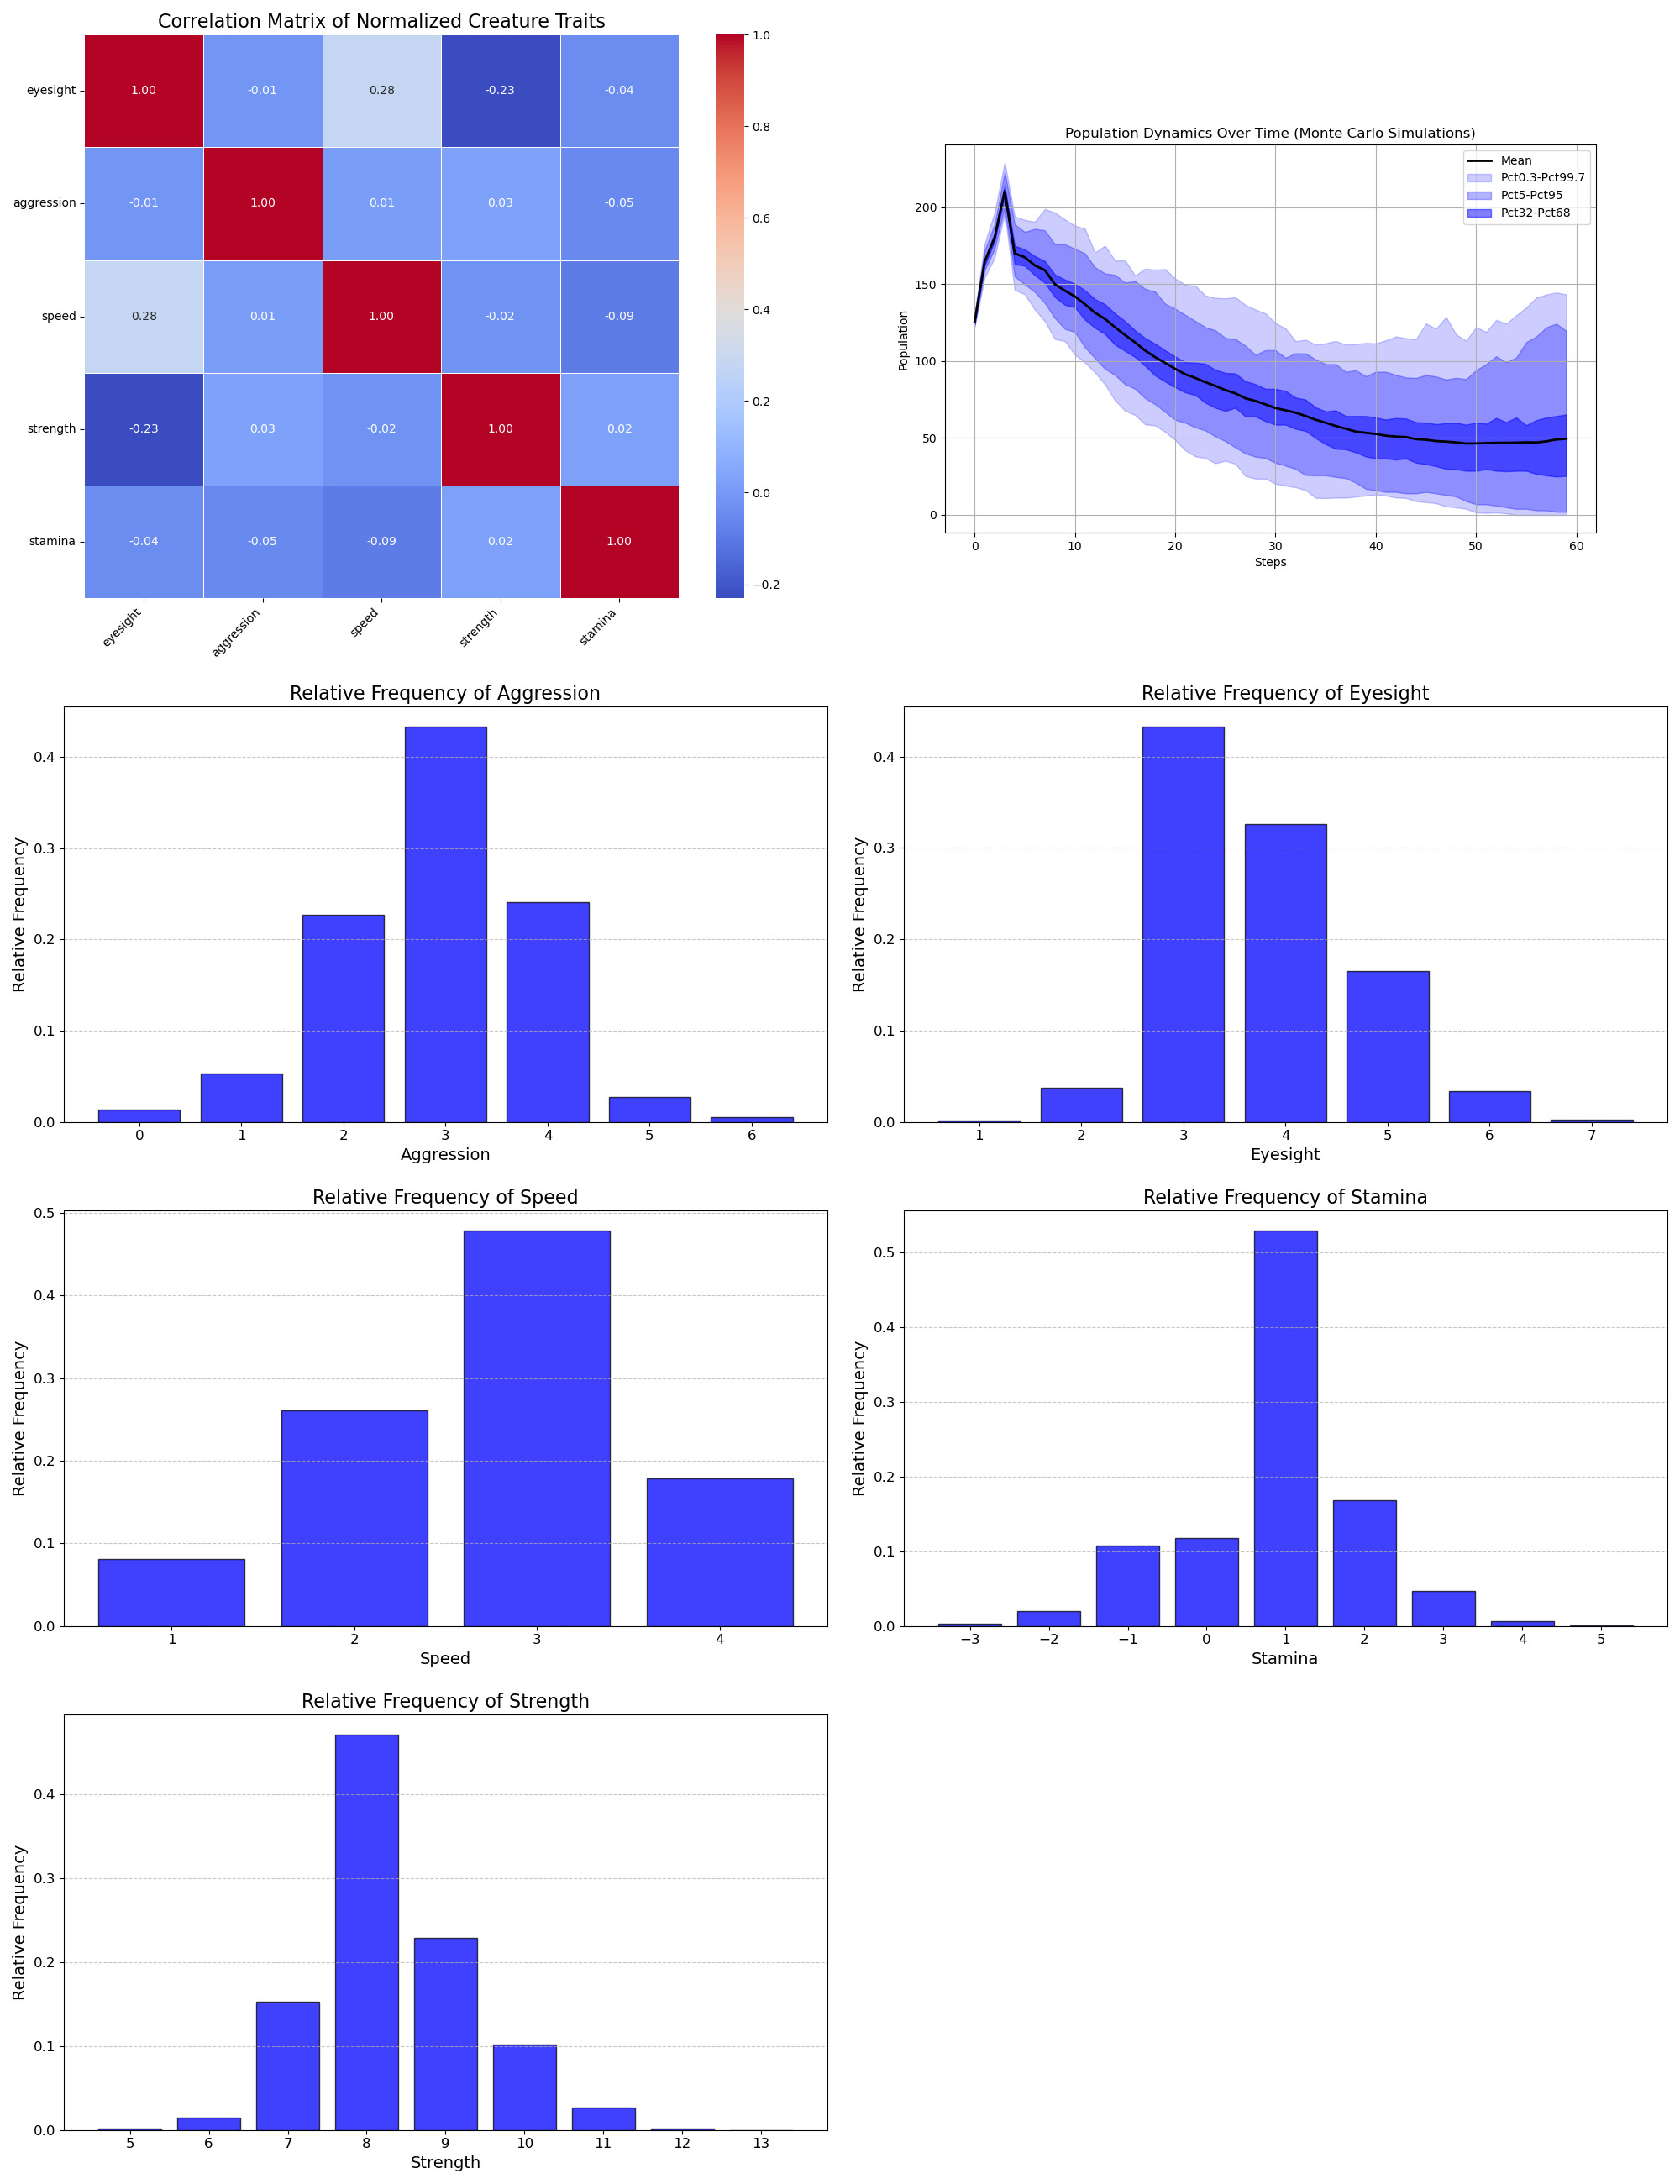 Correlation Matrix of Normalized Creature Traits
eyesight 1.00 -0.01 0.28 -0.23 -0.04
aggression -0.01 1.00 0.01 0.03 -0.05
speed 0.28 0.01 1.00 -0.02 -0.09
strength -0.23 0.03 -0.02 1.00 0.02
stamina -0.04 -0.05 -0.09 0.02 1.00
eyesight aggression speed strength stamina
1.0
0.8
0.6
0.4
0.2
0.0
−0.2
Population Dynamics Over Time (Monte Carlo Simulations)
Mean
Pct0.3-Pct99.7
Pct5-Pct95
Pct32-Pct68
Population
200
150
100
50
0
0 10 20 30 40 50 60
Steps
Relative Frequency of Aggression
Relative Frequency
0.4
0.3
0.2
0.1
0.0
0 1 2 3 4 5 6
Aggression
Relative Frequency of Eyesight
Relative Frequency
0.4
0.3
0.2
0.1
0.0
1 2 3 4 5 6 7
Eyesight
Relative Frequency of Speed
Relative Frequency
0.5
0.4
0.3
0.2
0.1
0.0
1 2 3 4
Speed
Relative Frequency of Stamina
Relative Frequency
0.5
0.4
0.3
0.2
0.1
0.0
−3 −2 −1 0 1 2 3 4 5
Stamina
Relative Frequency of Strength
Relative Frequency
0.4
0.3
0.2
0.1
0.0
5 6 7 8 9 10 11 12 13
Strength